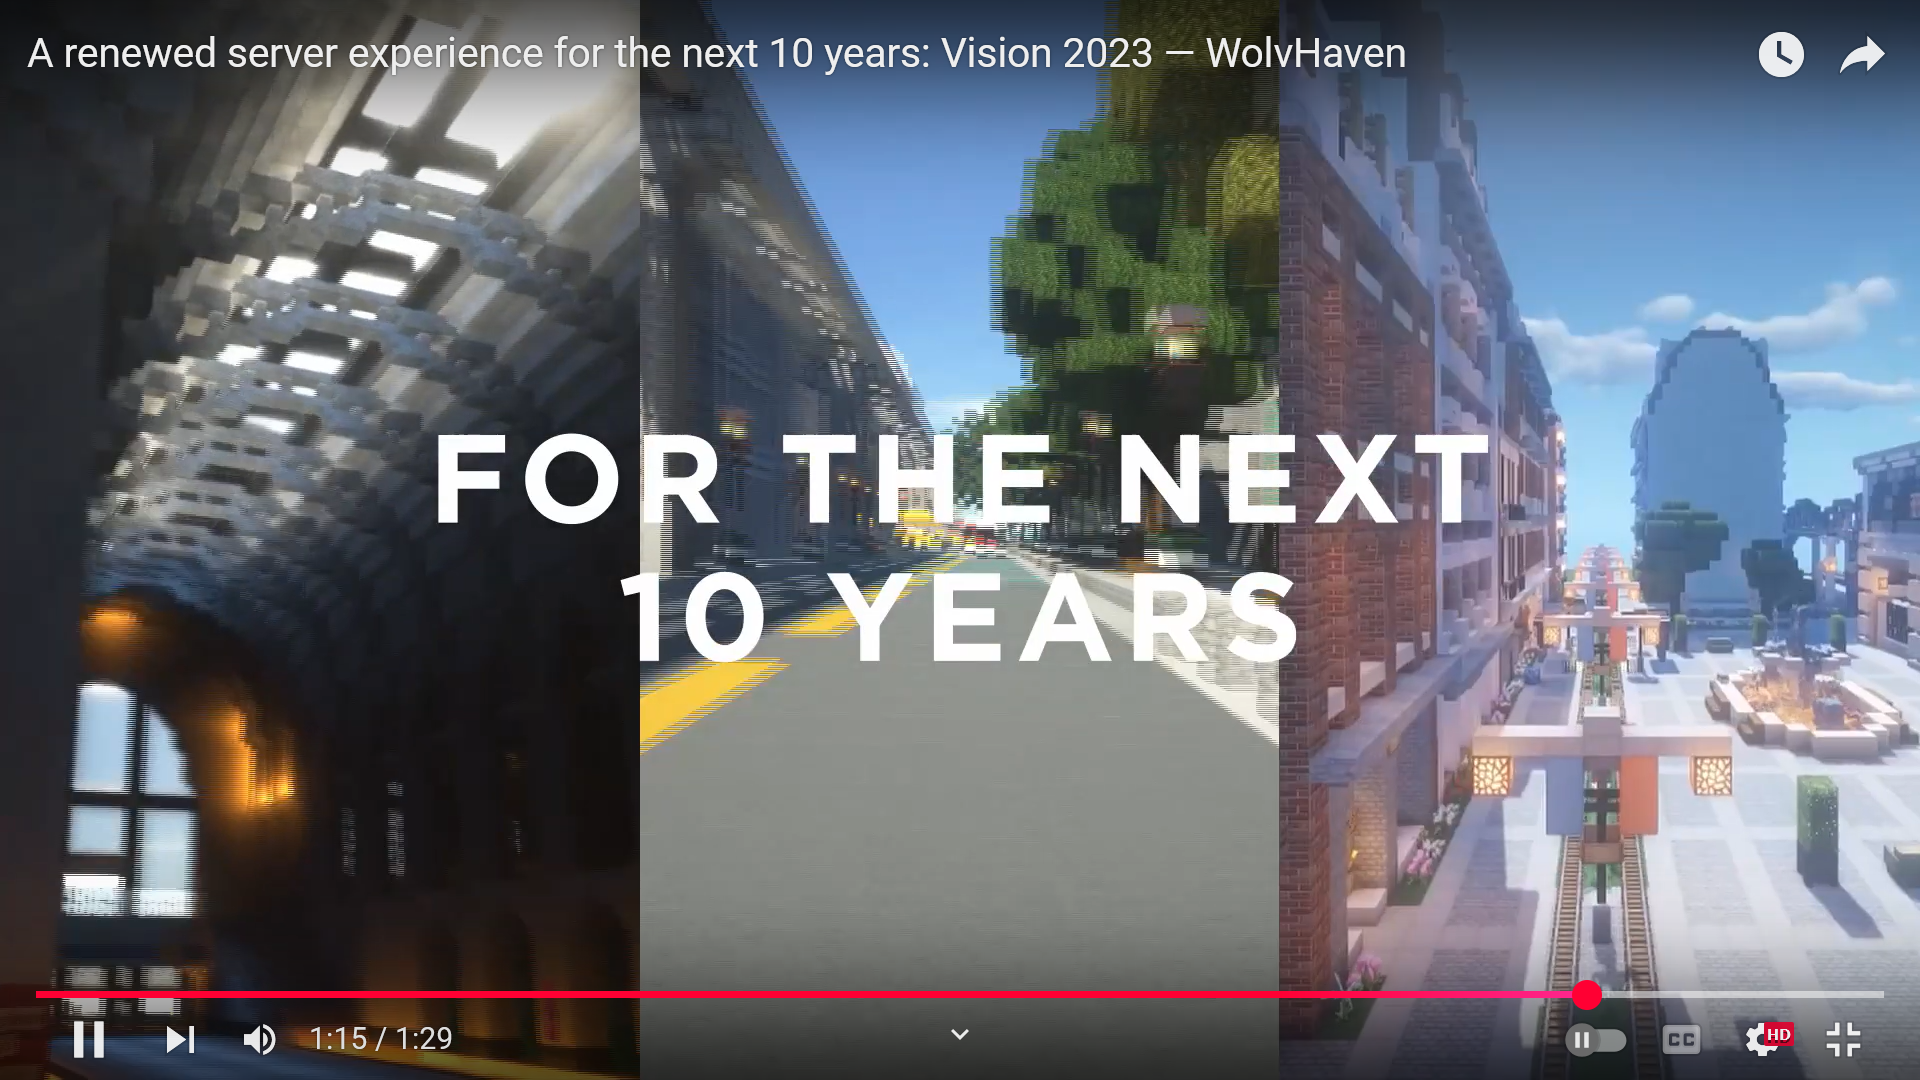 A renewed server experience for the next 10 years: Vision 2023 — WolvHaven
FOR THE NEXT
10 YEARS
1:15 / 1:29
CC
HD